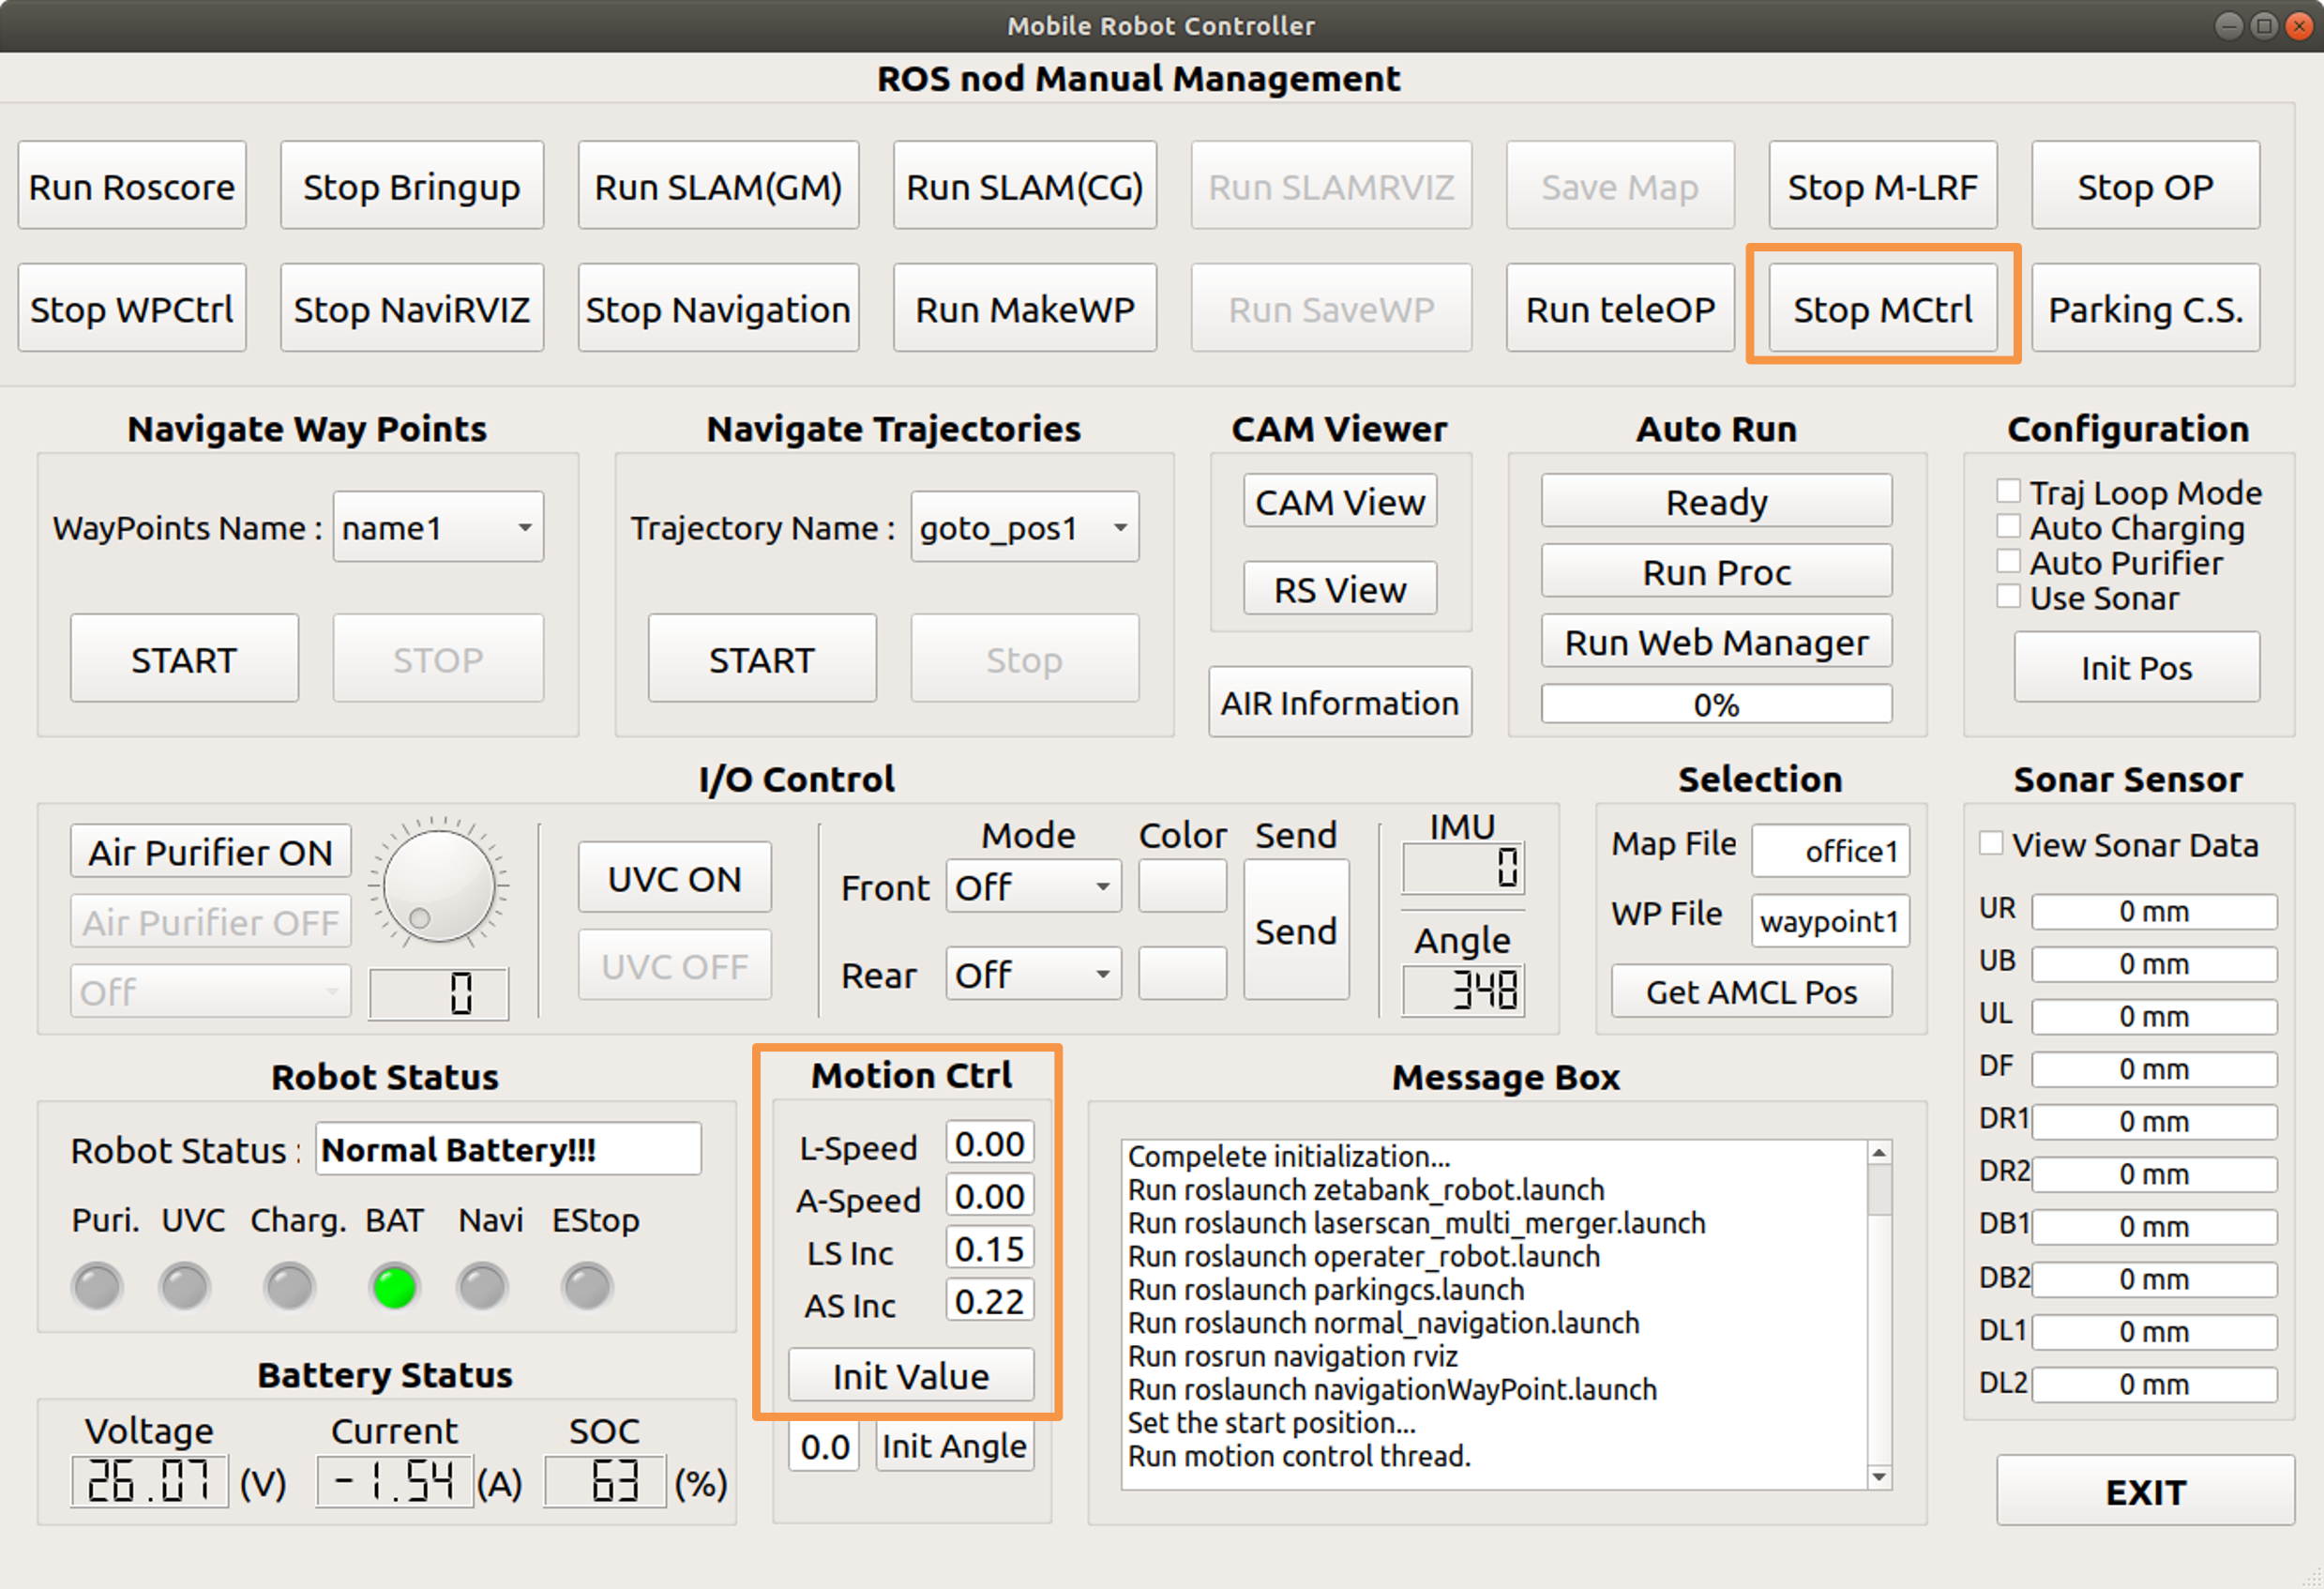 Mobile Robot Controller
ROS nod Manual Management
Run Roscore Stop Bringup Run SLAM(GM) Run SLAM(CG) Run SLAMRVIZ Save Map Stop M-LRF Stop OP
Stop WPCtrl Stop NaviRVIZ Stop Navigation Run MakeWP Run SaveWP Run teleOP Stop MCtrl Parking C.S.
Navigate Way Points
WayPoints Name : name1
START STOP
Navigate Trajectories
Trajectory Name : goto_pos1
START Stop
CAM Viewer
CAM View
RS View
AIR Information
Auto Run
Ready
Run Proc
Run Web Manager
0%
Configuration
Traj Loop Mode
Auto Charging
Auto Purifier
Use Sonar
Init Pos
I/O Control
Air Purifier ON
Air Purifier OFF
Off
0
UVC ON
UVC OFF
Mode Color Send
Front Off
Send
Rear Off
IMU
0
Angle
348
Selection
Map File office1
WP File waypoint1
Get AMCL Pos
Sonar Sensor
View Sonar Data
UR 0 mm
UB 0 mm
UL 0 mm
DF 0 mm
DR1 0 mm
DR2 0 mm
DB1 0 mm
DB2 0 mm
DL1 0 mm
DL2 0 mm
Robot Status
Robot Status : Normal Battery!!!
Puri. UVC Charg. BAT Navi EStop
Battery Status
Voltage Current SOC
26.07 (V) -1.54 (A) 63 (%)
Motion Ctrl
L-Speed 0.00
A-Speed 0.00
LS Inc 0.15
AS Inc 0.22
Init Value
0.0 Init Angle
Message Box
Compelete initialization...
Run roslaunch zetabank_robot.launch
Run roslaunch laserscan_multi_merger.launch
Run roslaunch operater_robot.launch
Run roslaunch parkingcs.launch
Run roslaunch normal_navigation.launch
Run rosrun navigation rviz
Run roslaunch navigationWayPoint.launch
Set the start position...
Run motion control thread.
EXIT